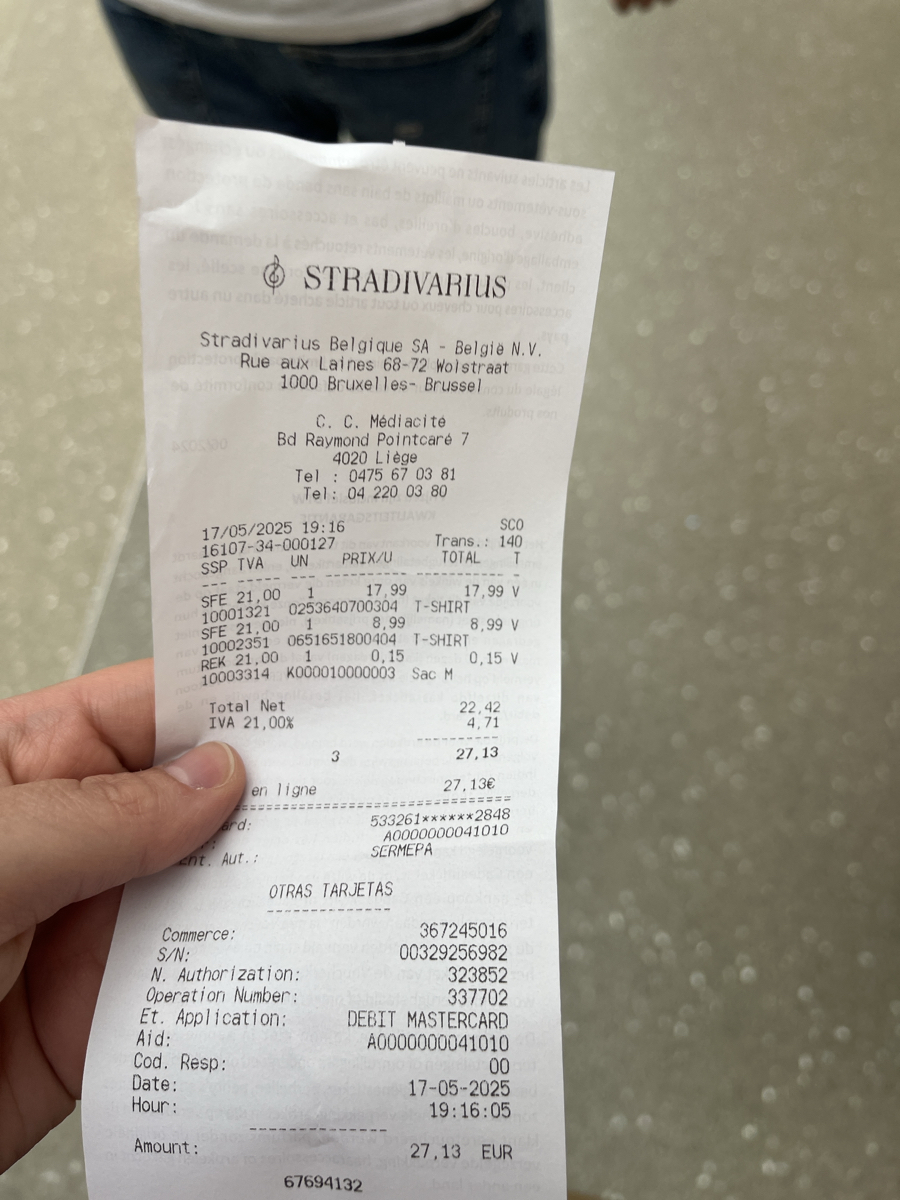 STRADIVARIUS
Stradivarius Belgique SA - België N.V.
Rue aux Laines 68-72 Wolstraat
1000 Bruxelles- Brussel
C. C. Médiacité
Bd Raymond Pointcaré 7
4020 Liège
Tel : 0475 67 03 81
Tel: 04 220 03 80
17/05/2025 19:16 SCO
16107-34-000127 Trans.: 140
SSP TVA UN PRIX/U TOTAL T
--- ----- --- -------- -------- -
SFE 21,00 1 17,99 17,99 V
10001321 0253640700304 T-SHIRT
SFE 21,00 1 8,99 8,99 V
10002351 0651651800404 T-SHIRT
REK 21,00 1 0,15 0,15 V
10003314 K000010000003 Sac M
Total Net 22,42
IVA 21,00% 4,71
----------
3 27,13
en ligne 27,13€
======================================
533261******2848
A0000000041010
Aut.: SERMEPA
OTRAS TARJETAS
--------------
Commerce: 367245016
S/N: 00329256982
N. Authorization: 323852
Operation Number: 337702
Et. Application: DEBIT MASTERCARD
Aid: A0000000041010
Cod. Resp: 00
Date: 17-05-2025
Hour: 19:16:05
--------------
Amount: 27,13 EUR
67694132